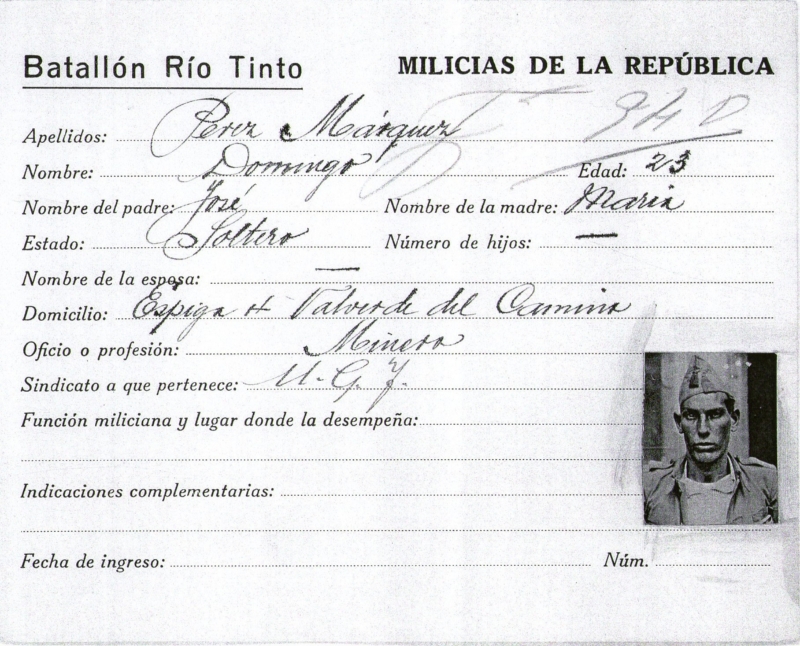 Batallón Río Tinto MILICIAS DE LA REPÚBLICA
Apellidos: Perez Márquez
Nombre: Domingo Edad: 23
Nombre del padre: José Nombre de la madre: Maria
Estado: Soltero Número de hijos: —
Nombre de la esposa: —
Domicilio: Espiga 4 Valverde del Camino
Oficio o profesión: Minero
Sindicato a que pertenece: U.G.T.
Función miliciana y lugar donde la desempeña:
Indicaciones complementarias:
Fecha de ingreso: Núm.